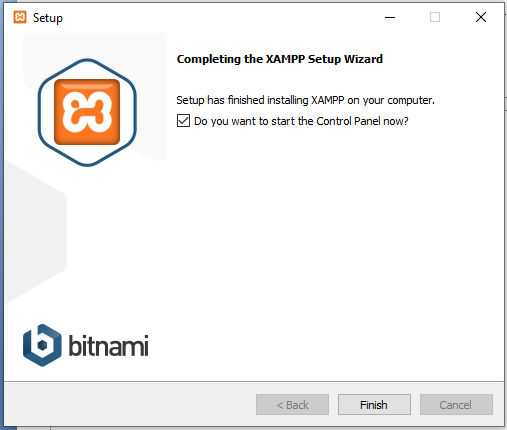 Setup
Completing the XAMPP Setup Wizard
Setup has finished installing XAMPP on your computer.
Do you want to start the Control Panel now?
bitnami
< Back
Finish
Cancel